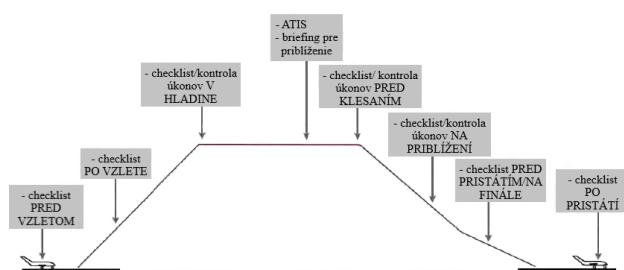 - checklist
PRED
VZLETOM
- checklist
PO VZLETE
- checklist/kontrola
úkonov V
HLADINE
- ATIS
- briefing pre
priblíženie
- checklist/ kontrola
úkonov PRED
KLESANÍM
- checklist/kontrola
úkonov NA
PRIBLÍŽENÍ
- checklist PRED
PRISTÁTÍM/NA
FINÁLE
- checklist
PO
PRISTÁTÍ